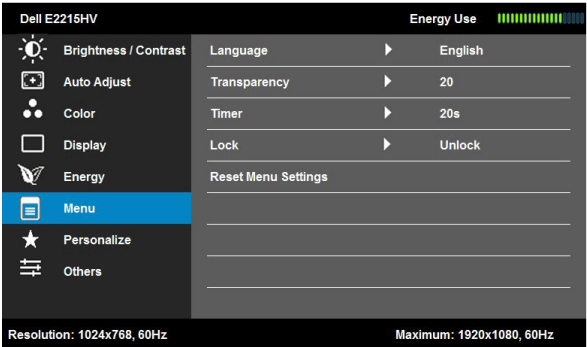 Dell E2215HV Energy Use
Brightness / Contrast Language English
Auto Adjust Transparency 20
Color Timer 20s
Display Lock Unlock
Energy Reset Menu Settings
Menu
Personalize
Others
Resolution: 1024x768, 60Hz Maximum: 1920x1080, 60Hz